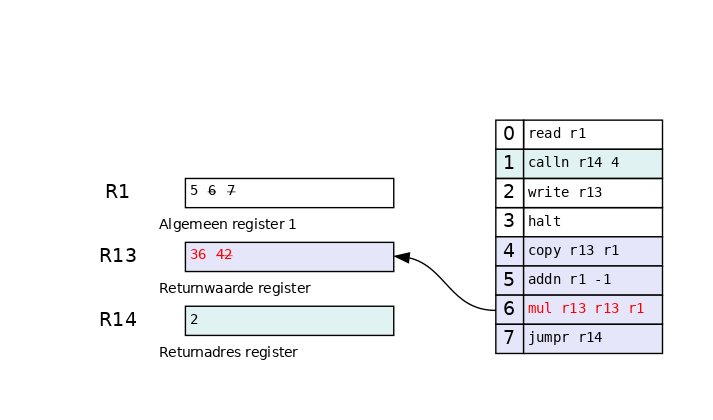 R1
5 6 7
Algemeen register 1
R13
36 42
Returnwaarde register
R14
2
Returnadres register
0 read r1
1 calln r14 4
2 write r13
3 halt
4 copy r13 r1
5 addn r1 -1
6 mul r13 r13 r1
7 jumpr r14